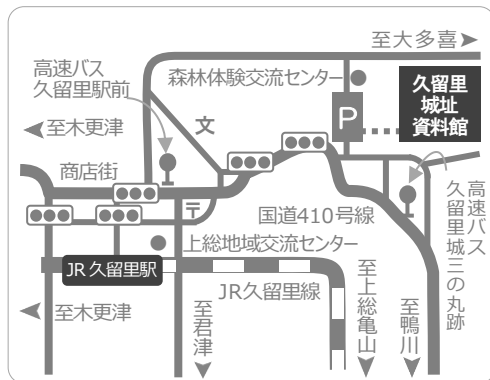 至大多喜
高速バス
久留里駅前
森林体験交流センター
久留里
城址
資料館
P
至木更津
文
商店街
〒
国道410号線
高速バス
久留里城三の丸跡
上総地域交流センター
JR久留里駅
JR久留里線
至木更津
至君津
至上総亀山
至鴨川